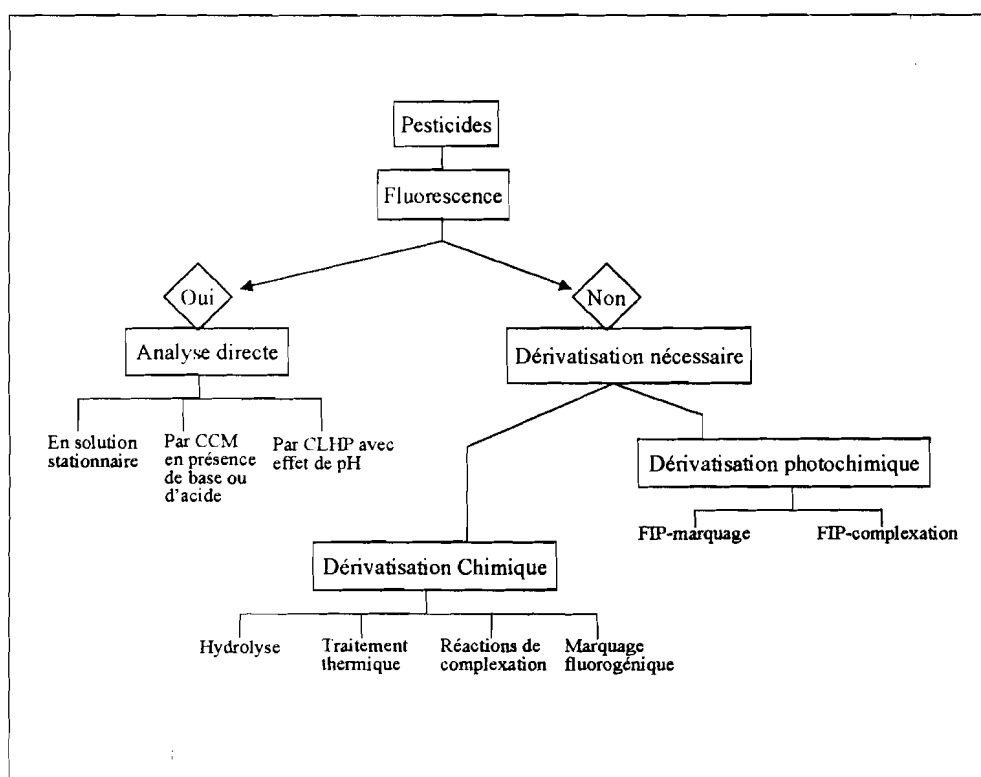 Pesticides
Fluorescence
Oui
Non
Analyse directe
Dérivatisation nécessaire
En solution
stationnaire
Par CCM
en présence
de base ou
d'acide
Par CLHP avec
effet de pH
Dérivatisation photochimique
FIP-marquage
FIP-complexation
Dérivatisation Chimique
Hydrolyse
Traitement
thermique
Réactions de
complexation
Marquage
fluorogénique